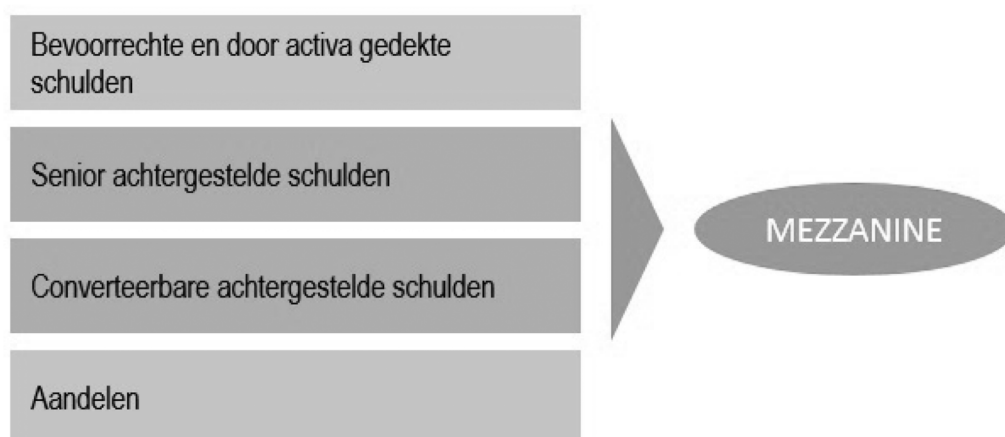 Bevoorrechte en door activa gedekte
schulden
Senior achtergestelde schulden
Converteerbare achtergestelde schulden
Aandelen
MEZZANINE